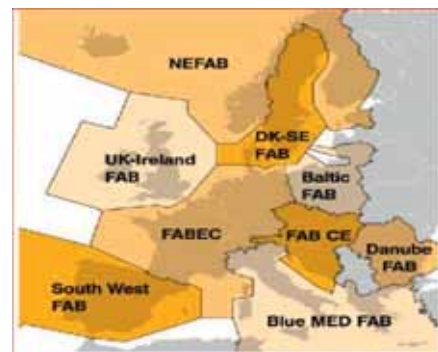 NEFAB
DK-SE
FAB
UK-Ireland
FAB
Baltic
FAB
FABEC
FAB CE
Danube
FAB
South West
FAB
Blue MED FAB